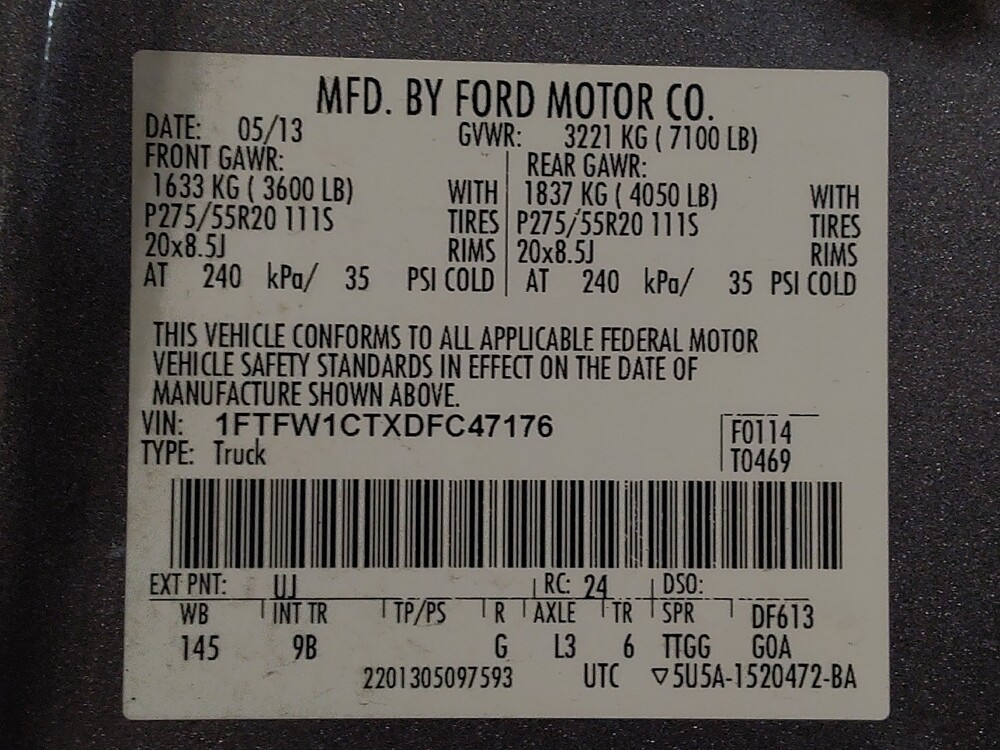 MFD. BY FORD MOTOR CO.
DATE: 05/13 GVWR: 3221 KG ( 7100 LB)
FRONT GAWR: REAR GAWR:
1633 KG ( 3600 LB) WITH 1837 KG ( 4050 LB) WITH
P275/55R20 111S TIRES P275/55R20 111S TIRES
20x8.5J RIMS 20x8.5J RIMS
AT 240 kPa/ 35 PSI COLD AT 240 kPa/ 35 PSI COLD
THIS VEHICLE CONFORMS TO ALL APPLICABLE FEDERAL MOTOR
VEHICLE SAFETY STANDARDS IN EFFECT ON THE DATE OF
MANUFACTURE SHOWN ABOVE.
VIN: 1FTFW1CTXDFC47176 F0114
TYPE: Truck T0469
EXT PNT: UJ RC: 24 DSO:
WB INT TR TP/PS R AXLE TR SPR DF613
145 9B G L3 6 TTGG GOA
2201305097593 UTC ▽5U5A-1520472-BA